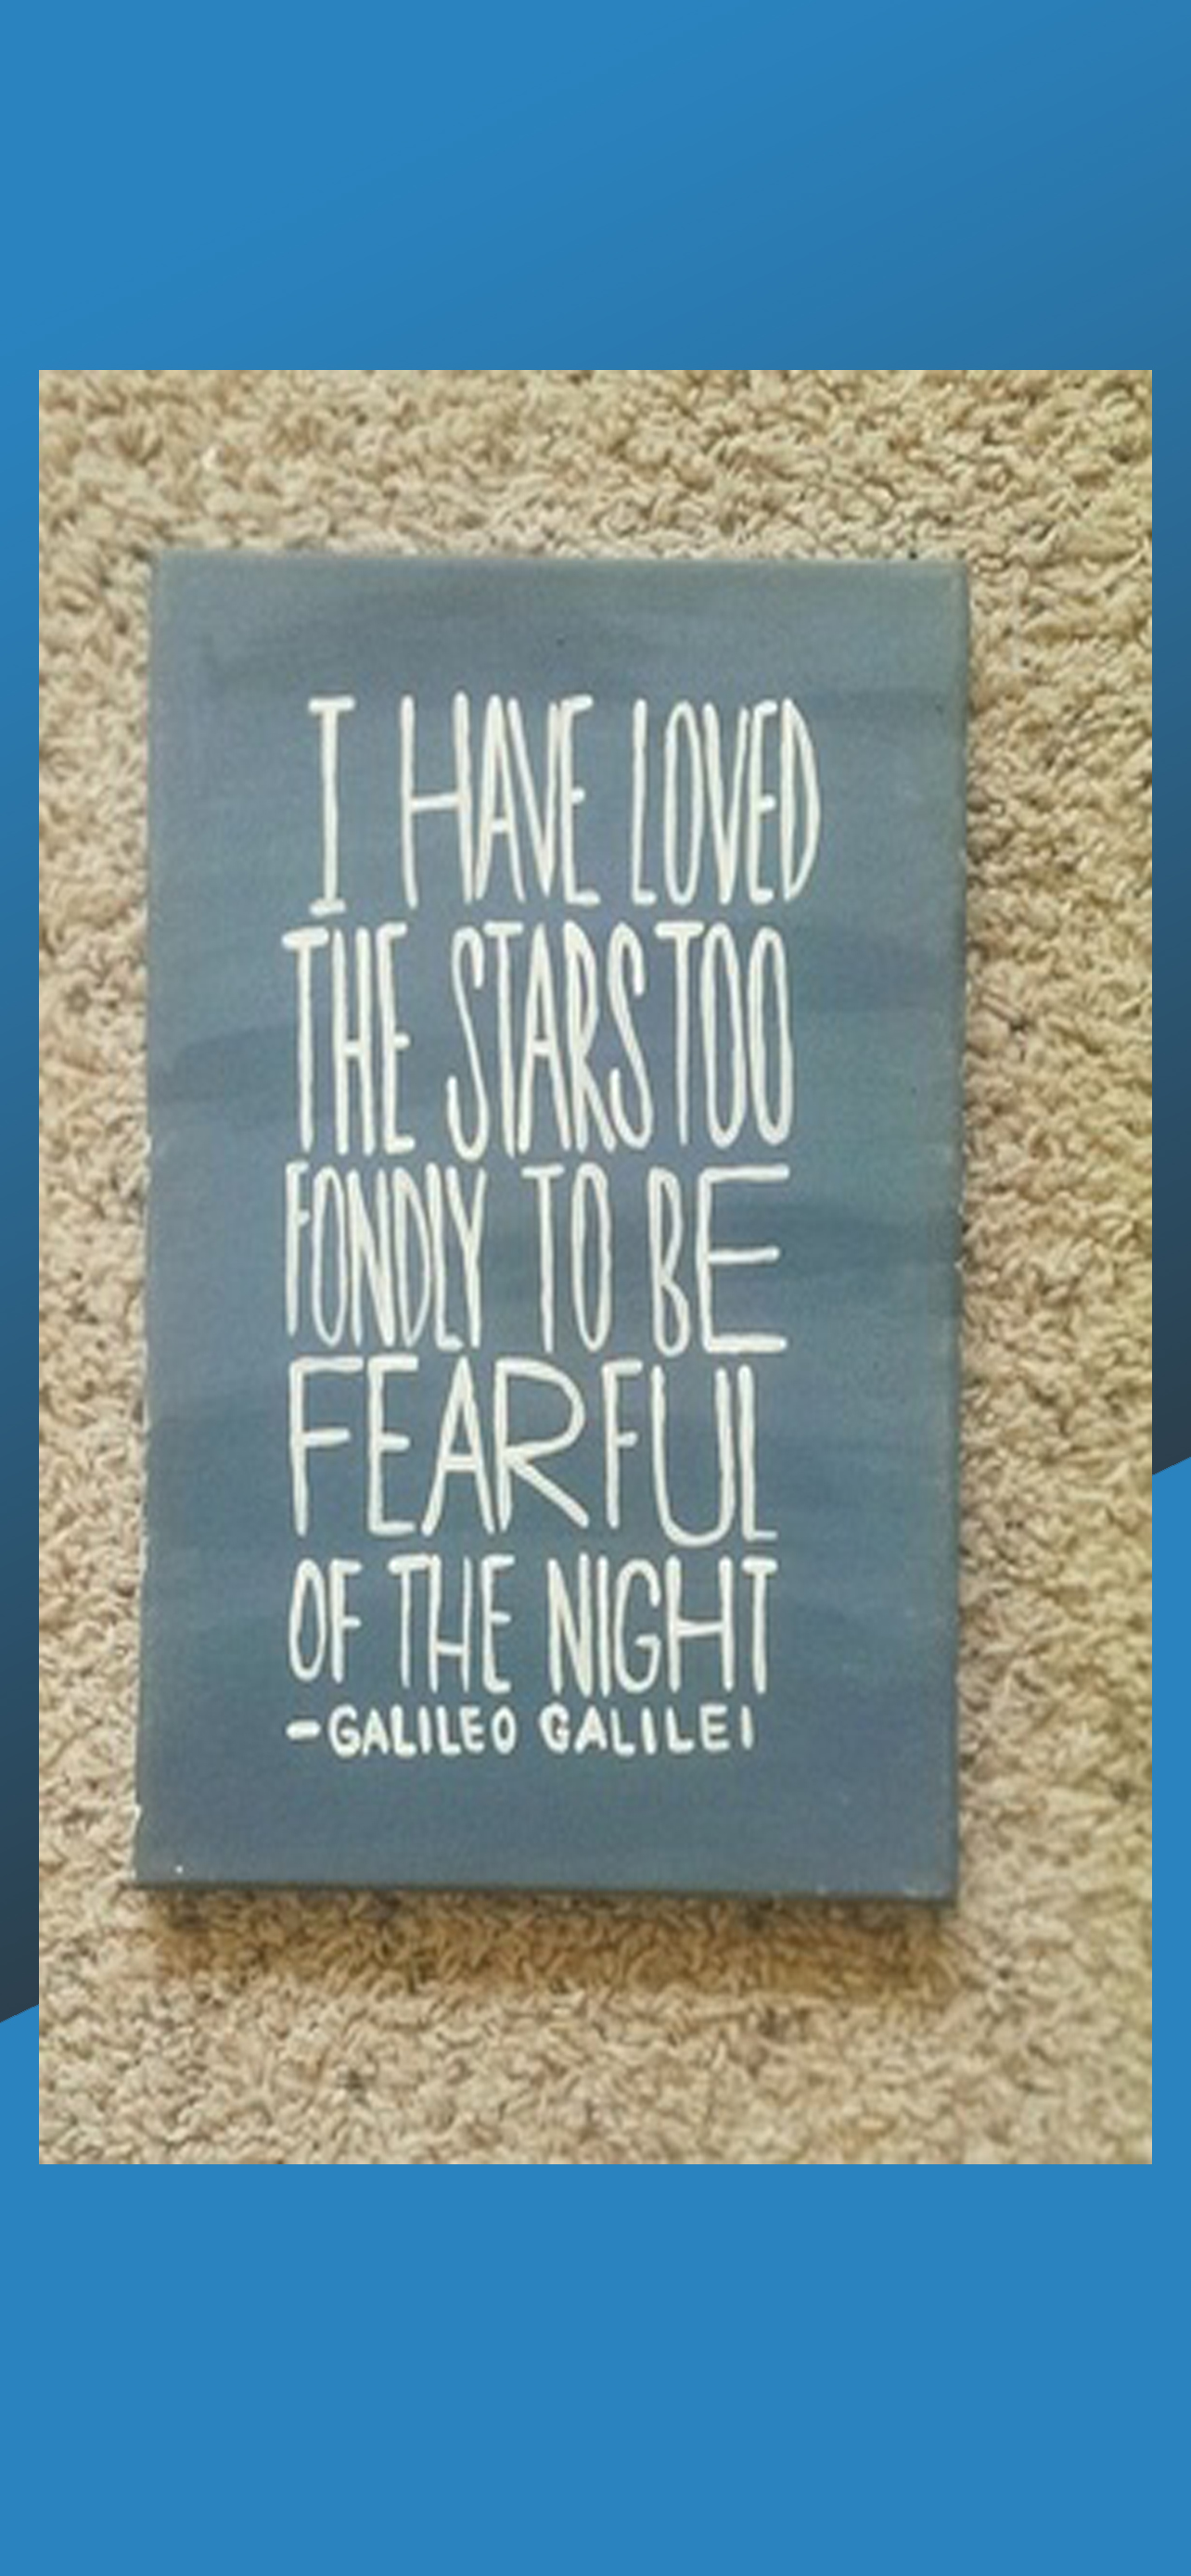 I HAVE LOVED
THE STARS TOO
FONDLY TO BE
FEARFUL
OF THE NIGHT
-GALILEO GALILEI